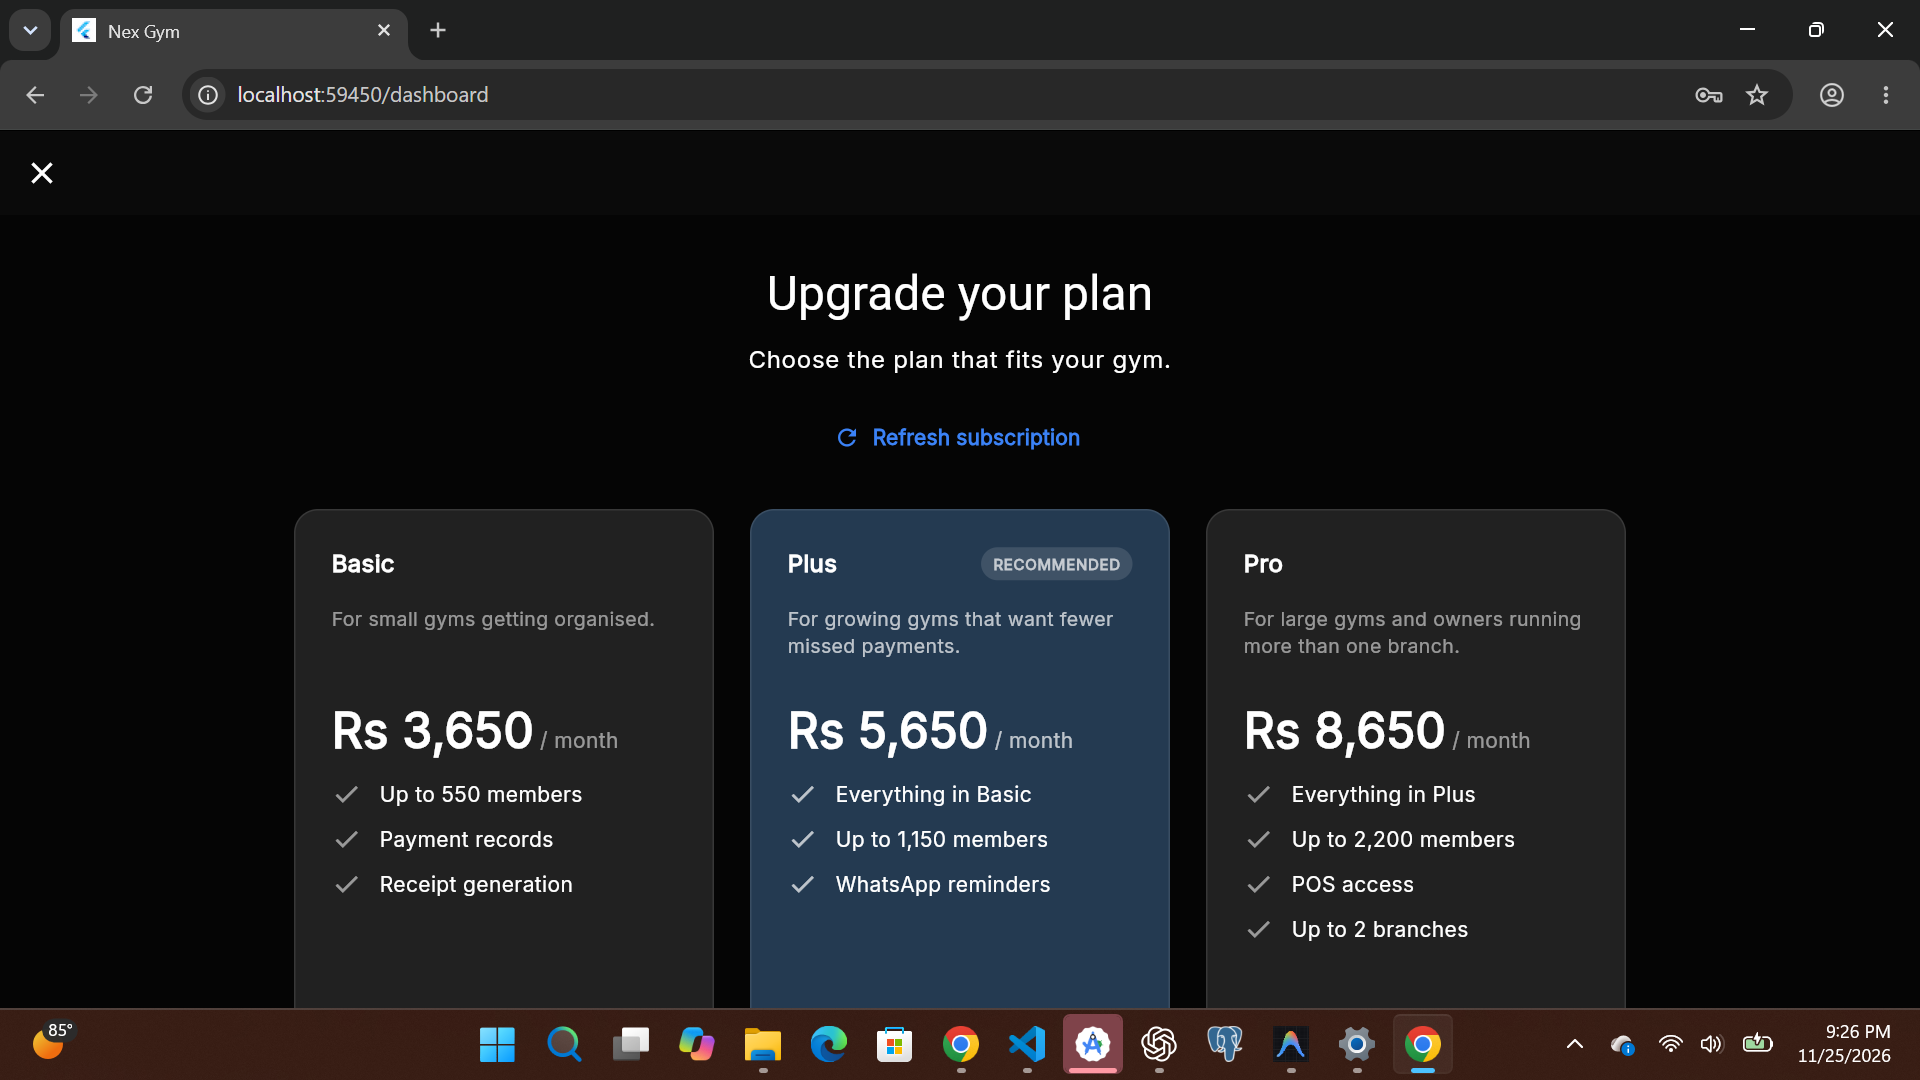 Nex Gym
localhost:59450/dashboard
Upgrade your plan
Choose the plan that fits your gym.
Refresh subscription
Basic
For small gyms getting organised.
Rs 3,650 / month
Up to 550 members
Payment records
Receipt generation
Plus
RECOMMENDED
For growing gyms that want fewer
missed payments.
Rs 5,650 / month
Everything in Basic
Up to 1,150 members
WhatsApp reminders
Pro
For large gyms and owners running
more than one branch.
Rs 8,650 / month
Everything in Plus
Up to 2,200 members
POS access
Up to 2 branches
85°
9:26 PM
11/25/2026